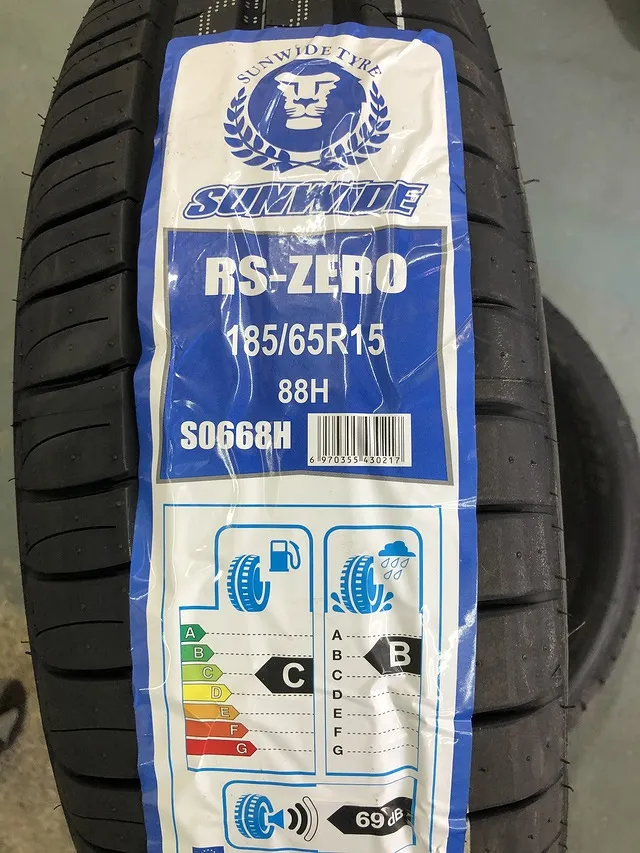 SUNWIDE TYRE
SUNWIDE
RS-ZERO
185/65R15
88H
S0668H
6 970355 430217
A
B
C
D
E
F
G
C
A
B
C
D
E
F
G
B
69 dB